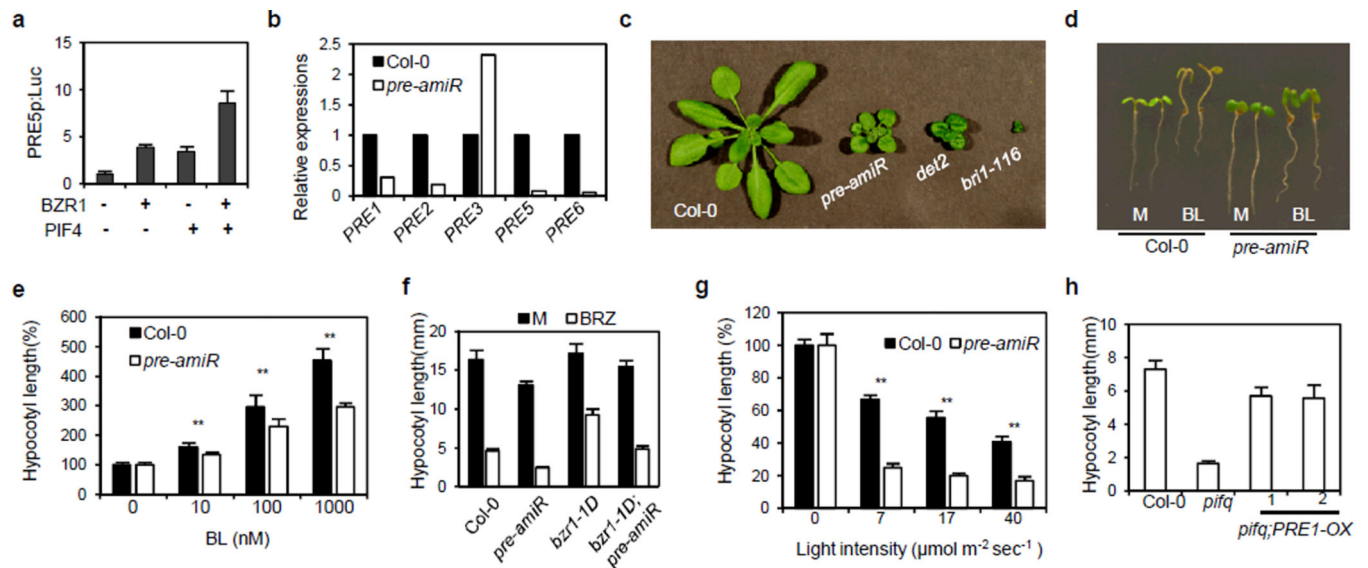 a
PRE5p:Luc
15
10
5
0
BZR1 - + - +
PIF4 - - + +
b
Relative expressions
2.5
2
1.5
1
0.5
0
Col-0
pre-amiR
PRE1 PRE2 PRE3 PRE5 PRE6
c
Col-0
pre-amiR
det2
bri1-116
d
M BL M BL
Col-0 pre-amiR
e
Hypocotyl length(%)
600
500
400
300
200
100
0
Col-0
pre-amiR
** ** **
0 10 100 1000
BL (nM)
f
M BRZ
Hypocotyl length(mm)
20
15
10
5
0
Col-0 pre-amiR bzr1-1D bzr1-1D; pre-amiR
g
Hypocotyl length (%)
120
100
80
60
40
20
0
Col-0 pre-amiR
** ** **
0 7 17 40
Light intensity (µmol m-2 sec-1)
h
Hypocotyl length(mm)
8
6
4
2
0
Col-0 pifq 1 2
pifq;PRE1-OX